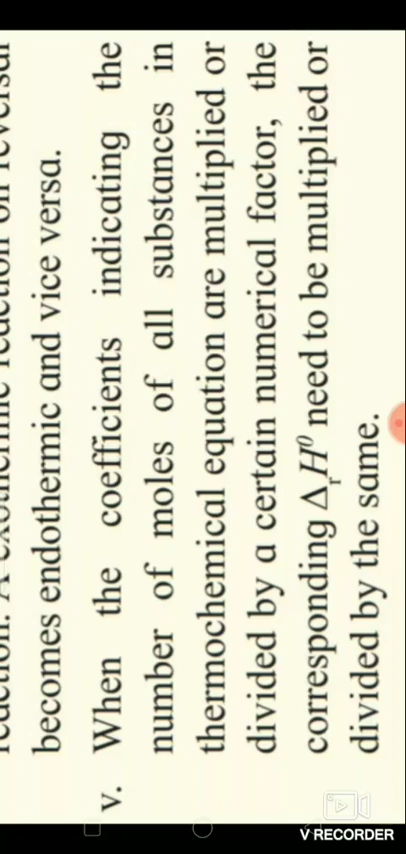 becomes endothermic and vice versa.
v. When the coefficients indicating the
number of moles of all substances in
thermochemical equation are multiplied or
divided by a certain numerical factor, the
corresponding ΔrH⁰ need to be multiplied or
divided by the same.
V RECORDER